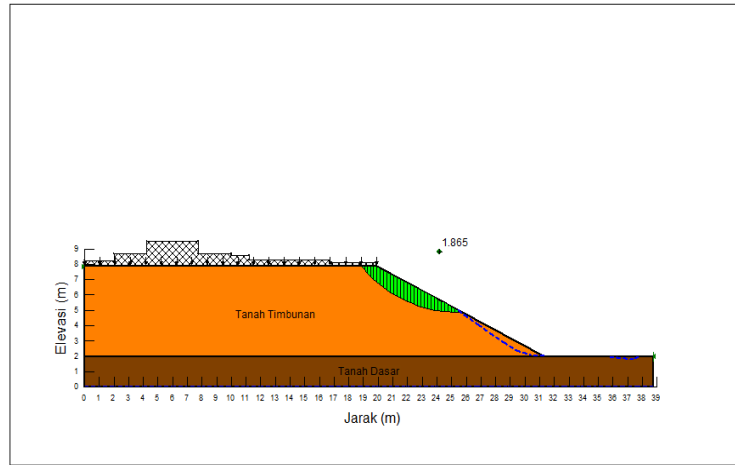 1.865
9
8
7
6
5
4
3
2
1
0
Elevasi (m)
Tanah Timbunan
Tanah Dasar
0 1 2 3 4 5 6 7 8 9 10 11 12 13 14 15 16 17 18 19 20 21 22 23 24 25 26 27 28 29 30 31 32 33 34 35 36 37 38 39
Jarak (m)